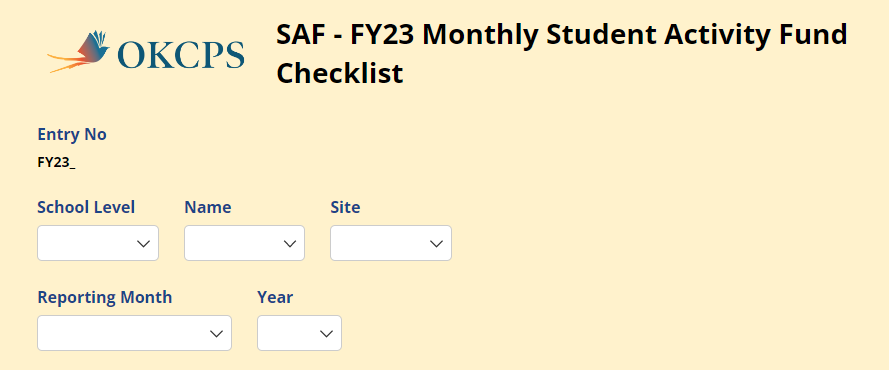 OKCPS
SAF - FY23 Monthly Student Activity Fund
Checklist
Entry No
FY23_
School Level Name Site
Reporting Month Year